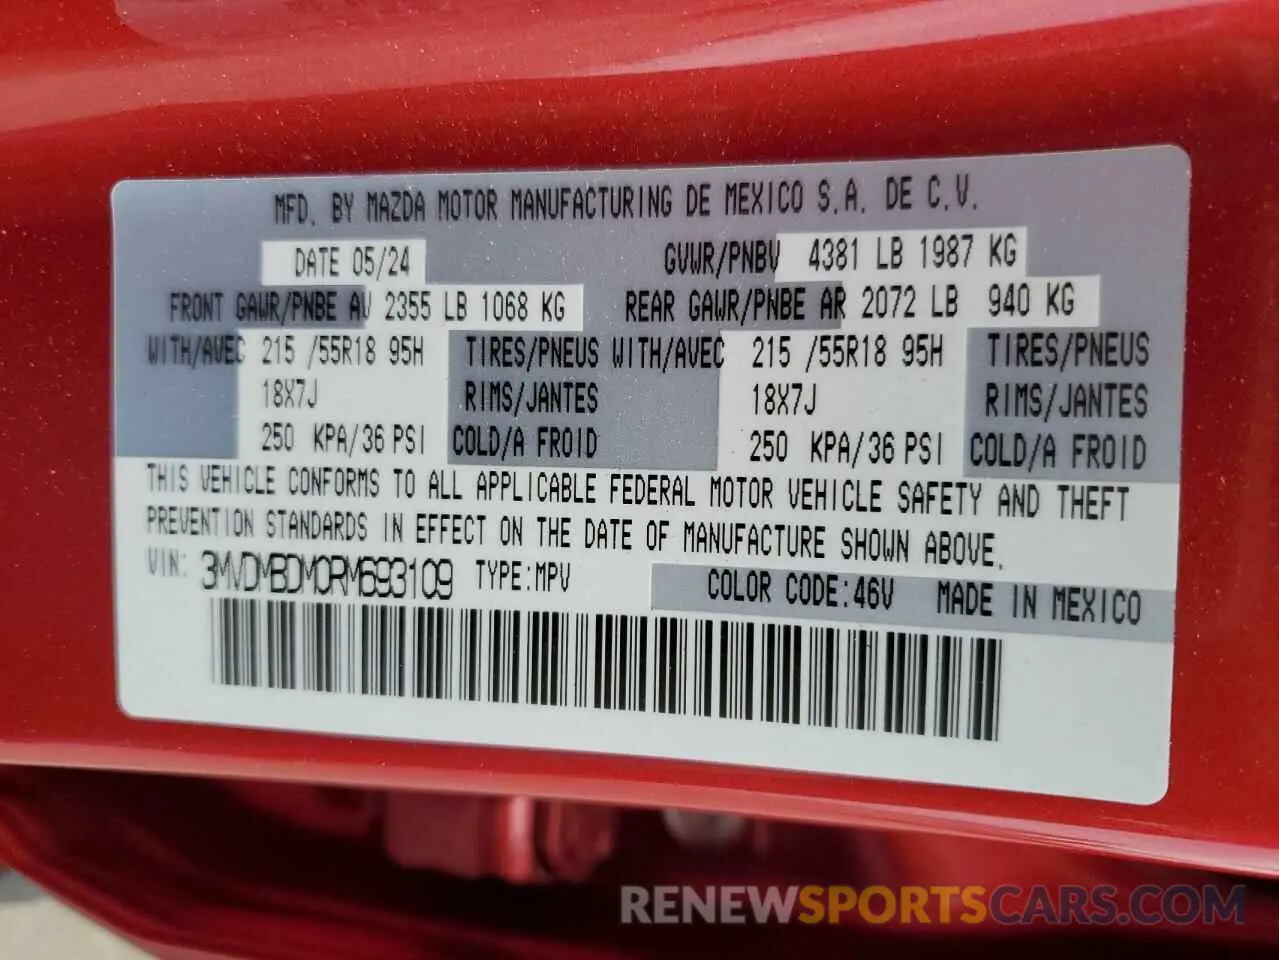 MFD. BY MAZDA MOTOR MANUFACTURING DE MEXICO S.A. DE C.V.
DATE 05/24 GVWR/PNBV 4381 LB 1987 KG
FRONT GAWR/PNBE AV 2355 LB 1068 KG REAR GAWR/PNBE AR 2072 LB 940 KG
WITH/AVEC 215 /55R18 95H TIRES/PNEUS WITH/AVEC 215 /55R18 95H TIRES/PNEUS
18X7J RIMS/JANTES 18X7J RIMS/JANTES
250 KPA/36 PSI COLD/A FROID 250 KPA/36 PSI COLD/A FROID
THIS VEHICLE CONFORMS TO ALL APPLICABLE FEDERAL MOTOR VEHICLE SAFETY AND THEFT
PREVENTION STANDARDS IN EFFECT ON THE DATE OF MANUFACTURE SHOWN ABOVE.
VIN: 3MVDMBDM0RM693109 TYPE:MPV COLOR CODE:46V MADE IN MEXICO
RENEWSPORTSCARS.COM